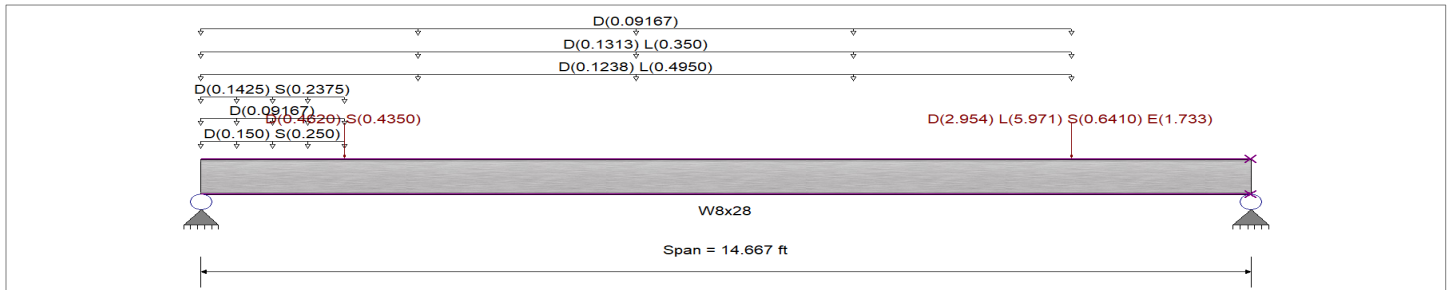 D(0.09167)
D(0.1313) L(0.350)
D(0.1238) L(0.4950)
D(0.1425) S(0.2375)
D(0.09167)
D(0.4620) S(0.4350)
D(2.954) L(5.971) S(0.6410) E(1.733)
D(0.150) S(0.250)
W8x28
Span = 14.667 ft